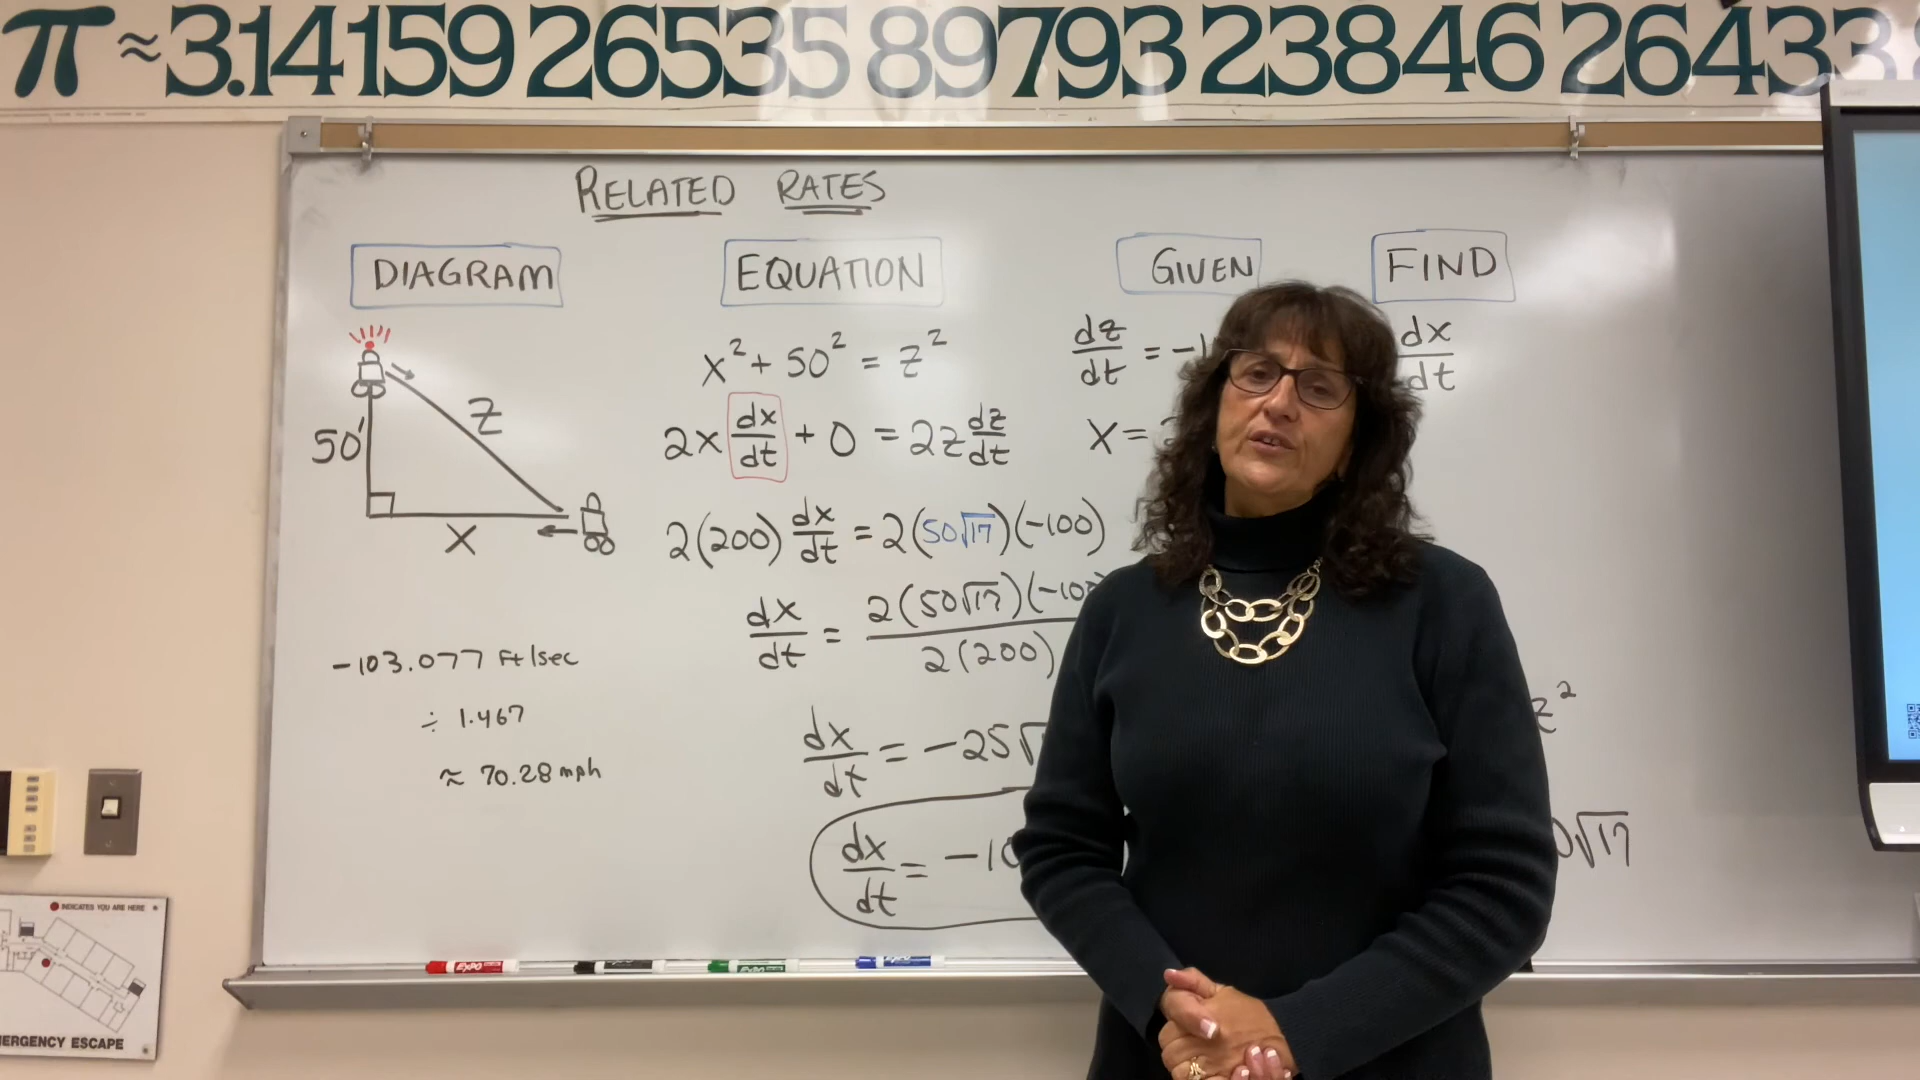 π ≈ 3.14159 26535 89793 23846 26433
RELATED RATES
DIAGRAM
EQUATION
GIVEN
FIND
50'
Z
X
x² + 50² = z²
2x dx/dt + 0 = 2z dz/dt
2(200) dx/dt = 2(50√17)(-100)
dx/dt = 2(50√17)(-100 / 2(200)
dx/dt = -25√
dx/dt = -10
dz/dt = -1
X =
dx/dt
z²
0√17
-103.077 Ft/sec
÷ 1.467
≈ 70.28 mph
EXPO
EXPO
INDICATES YOU ARE HERE
MERGENCY ESCAPE